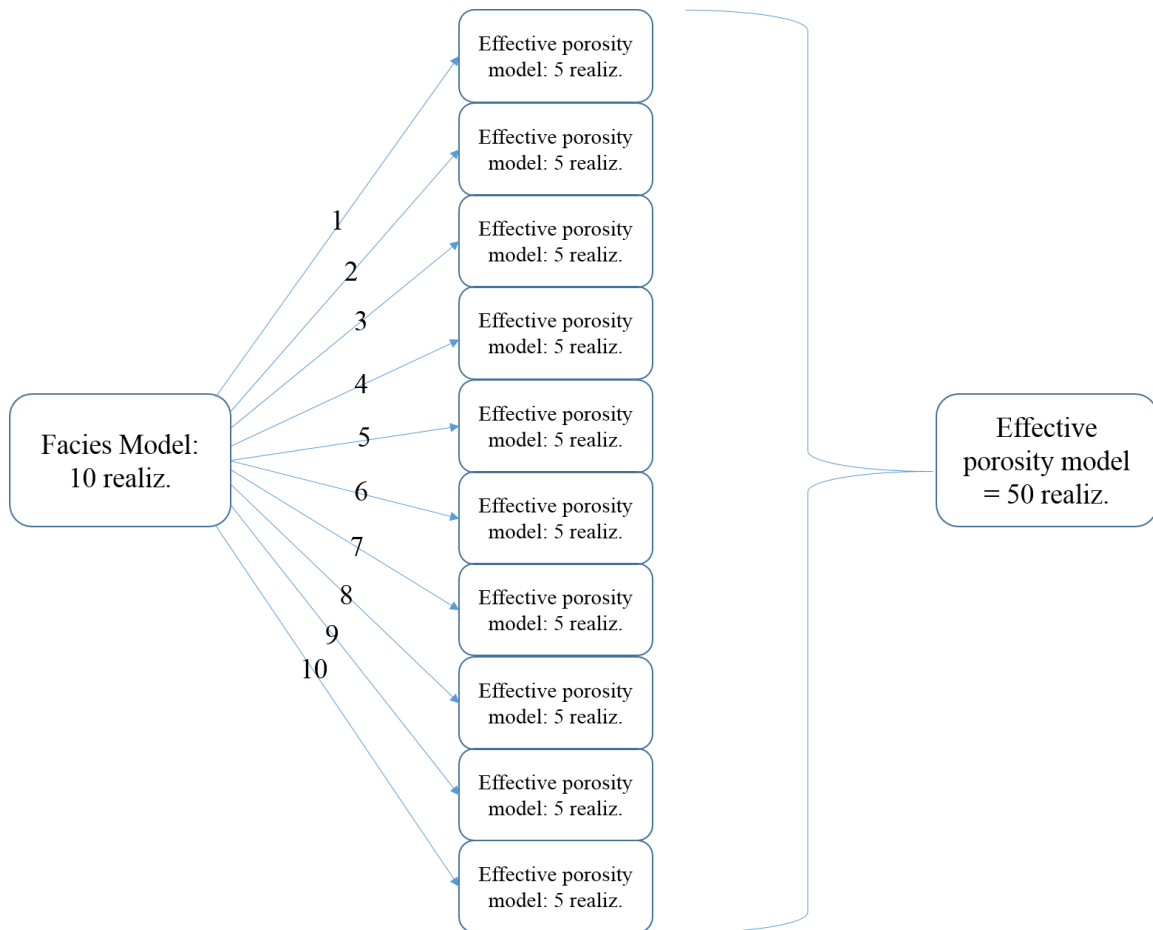 Facies Model:
10 realiz.
1
2
3
4
5
6
7
8
9
10
Effective porosity
model: 5 realiz.
Effective porosity
model: 5 realiz.
Effective porosity
model: 5 realiz.
Effective porosity
model: 5 realiz.
Effective porosity
model: 5 realiz.
Effective porosity
model: 5 realiz.
Effective porosity
model: 5 realiz.
Effective porosity
model: 5 realiz.
Effective porosity
model: 5 realiz.
Effective porosity
model: 5 realiz.
Effective
porosity model
= 50 realiz.